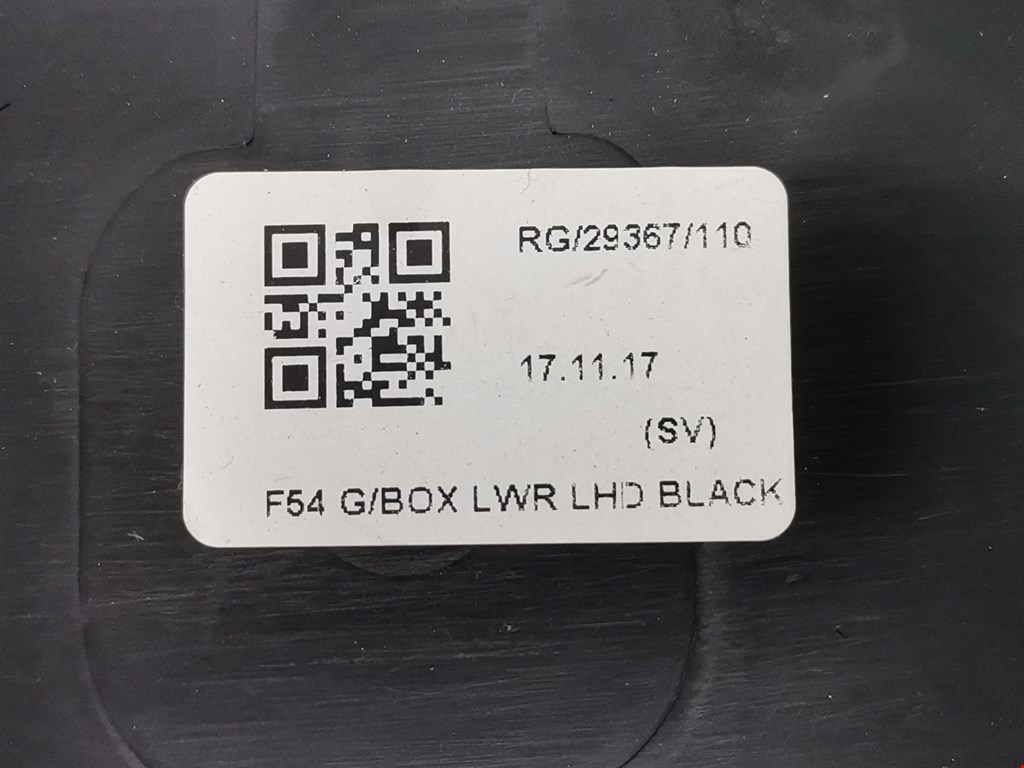 RG/29367/110
17.11.17
(SV)
F54 G/BOX LWR LHD BLACK